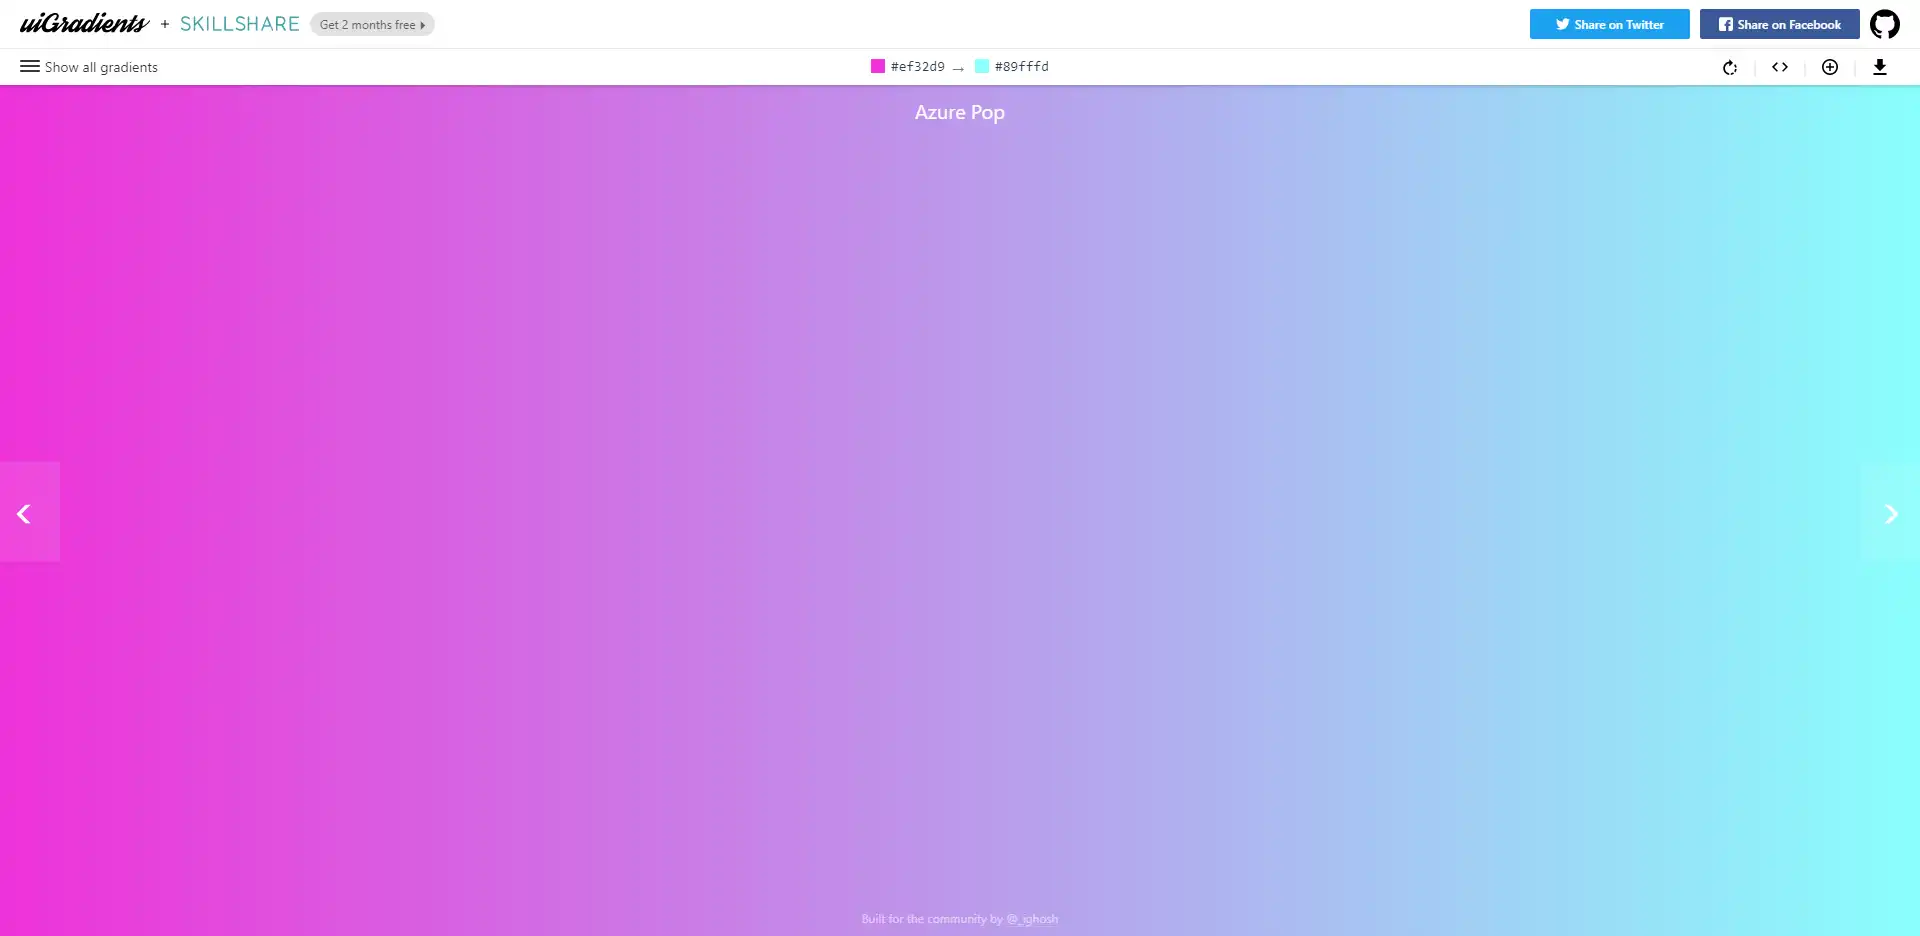 uiGradients + SKILLSHARE Get 2 months free
Share on Twitter
Share on Facebook
Show all gradients
#ef32d9 → #89fffd
Azure Pop
Built for the community by @_ighosh